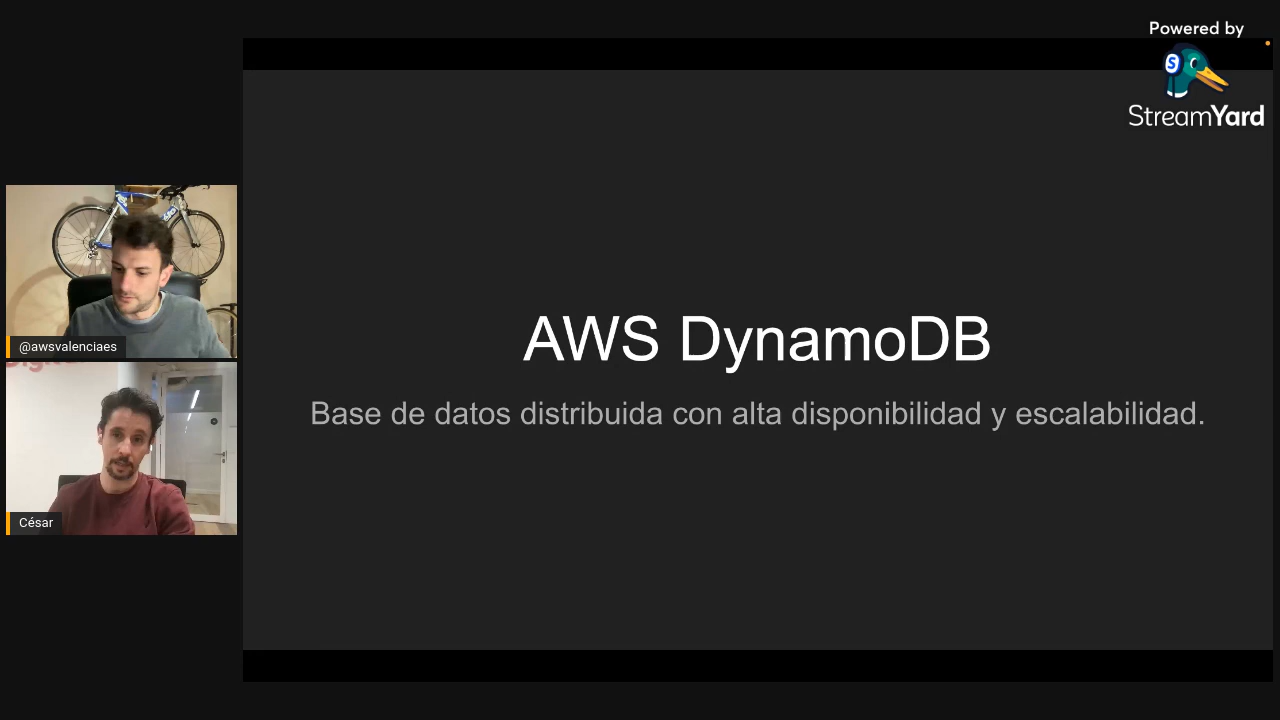 Powered by
S
StreamYard
@awsvalenciaes
César
AWS DynamoDB
Base de datos distribuida con alta disponibilidad y escalabilidad.